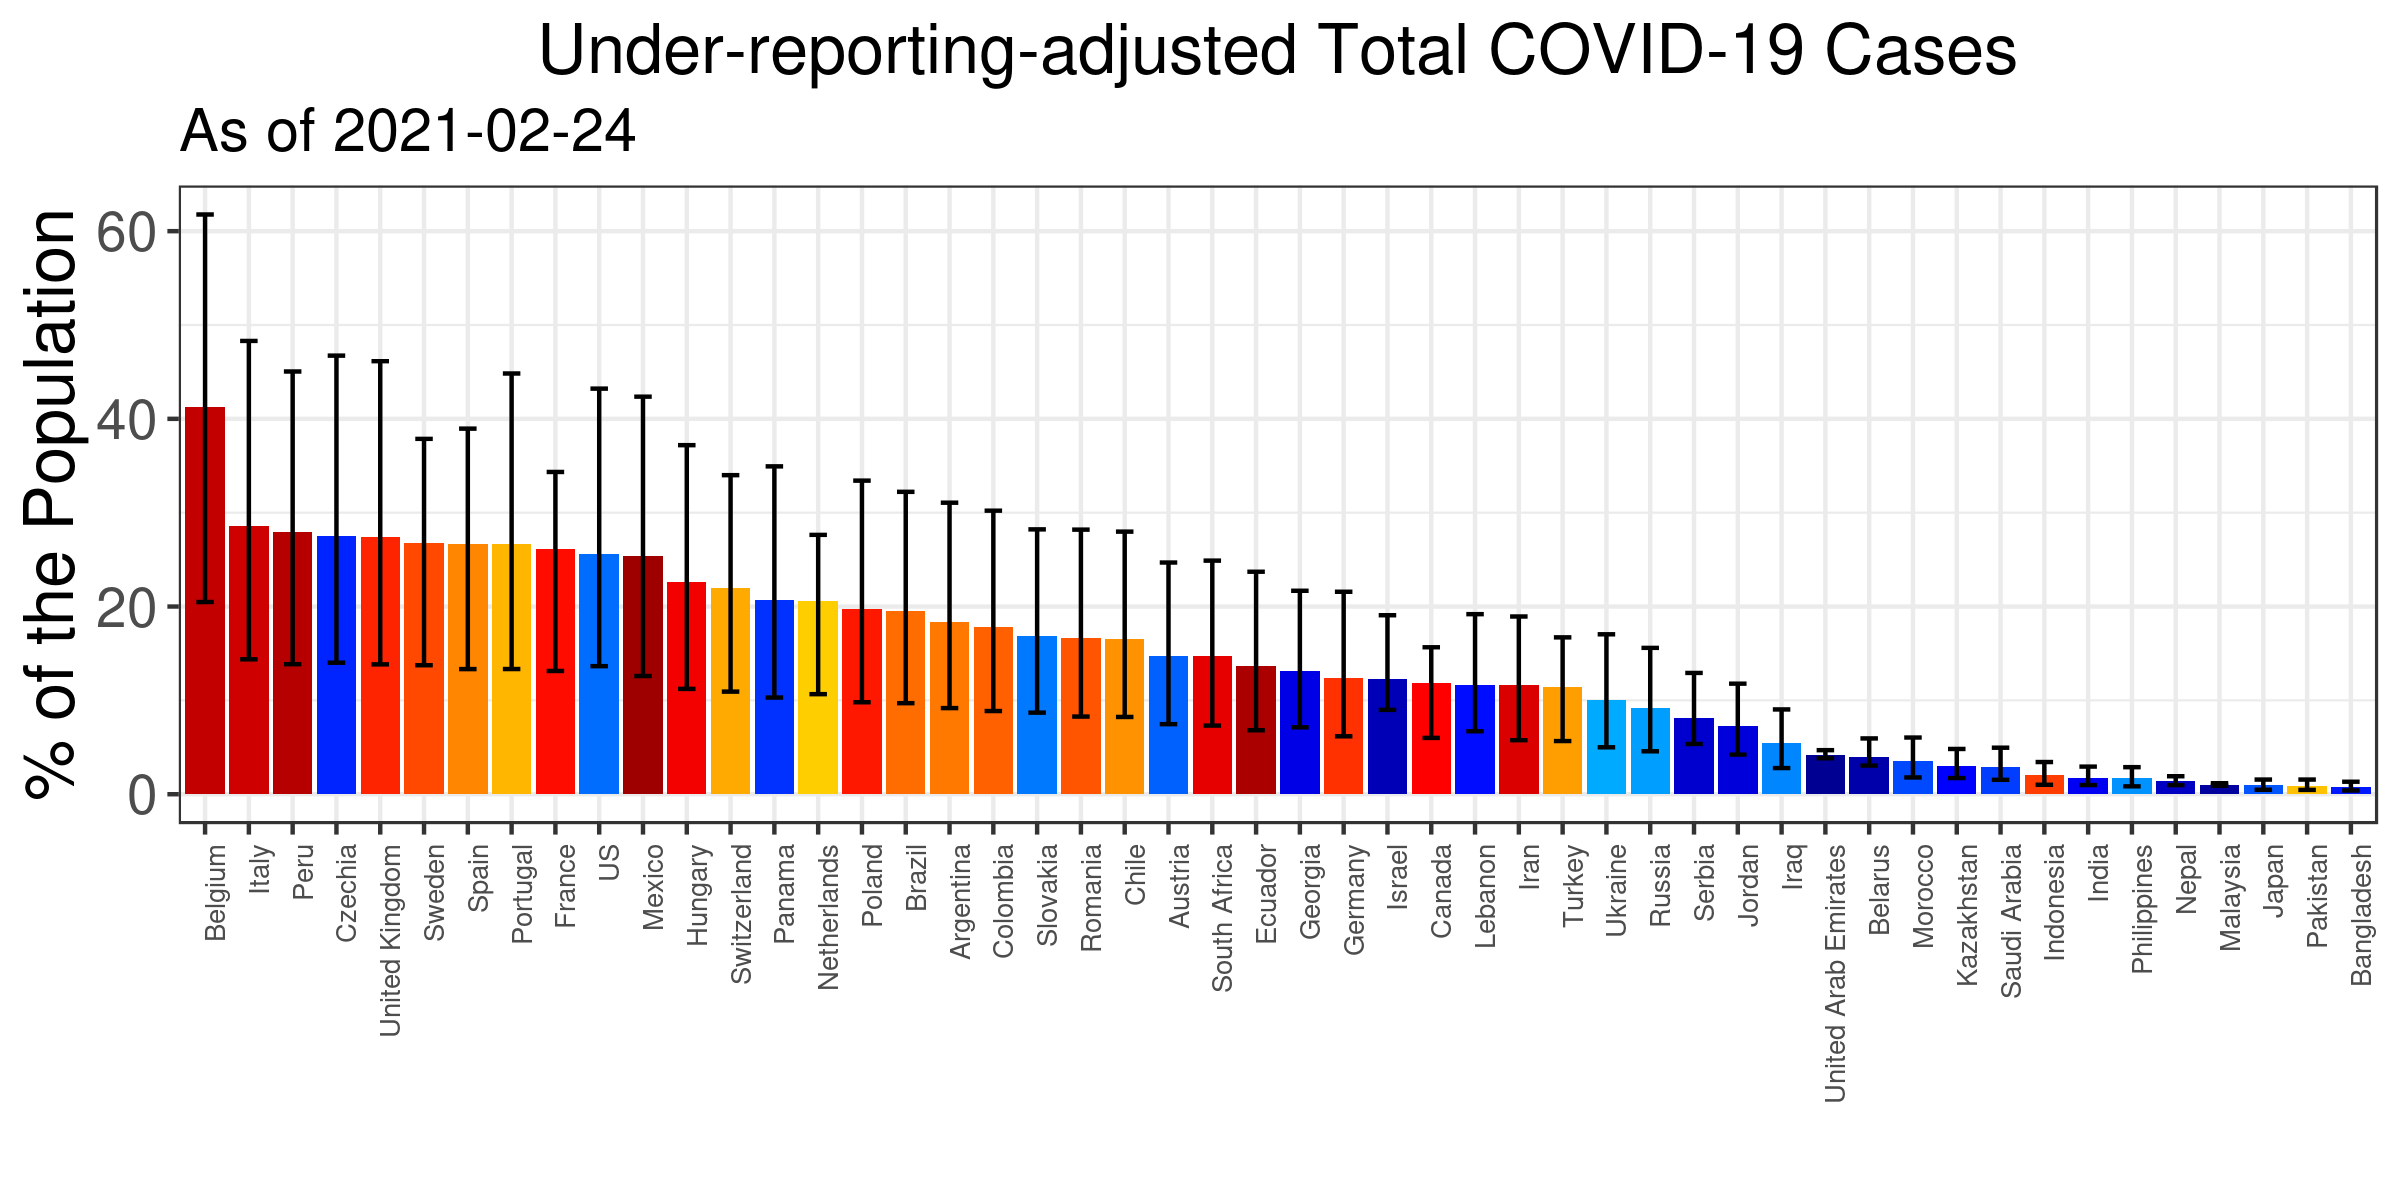 Under-reporting-adjusted Total COVID-19 Cases
As of 2021-02-24
% of the Population
60
40
20
0
Belgium
Italy
Peru
Czechia
United Kingdom
Sweden
Spain
Portugal
France
US
Mexico
Hungary
Switzerland
Panama
Netherlands
Poland
Brazil
Argentina
Colombia
Slovakia
Romania
Chile
Austria
South Africa
Ecuador
Georgia
Germany
Israel
Canada
Lebanon
Iran
Turkey
Ukraine
Russia
Serbia
Jordan
Iraq
United Arab Emirates
Belarus
Morocco
Kazakhstan
Saudi Arabia
Indonesia
India
Philippines
Nepal
Malaysia
Japan
Pakistan
Bangladesh